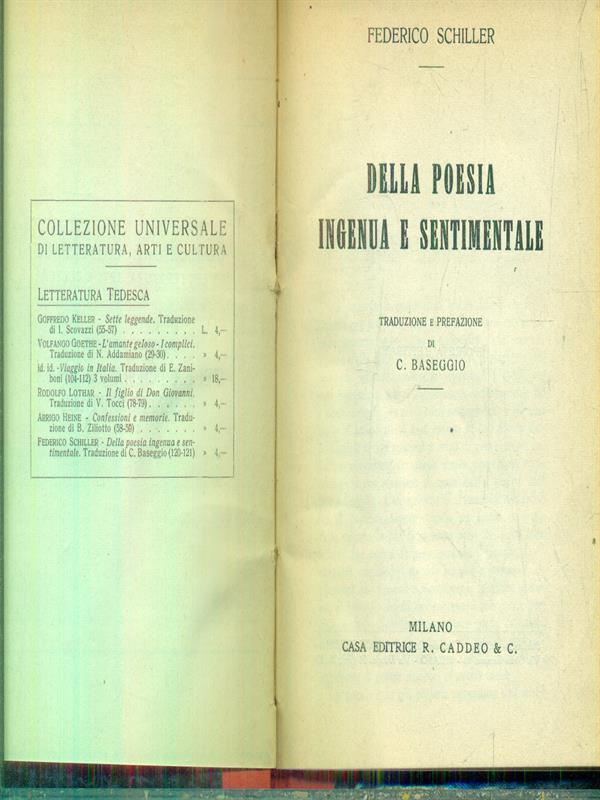 COLLEZIONE UNIVERSALE
DI LETTERATURA, ARTI E CULTURA
LETTERATURA TEDESCA
GOFFREDO KELLER - Sette leggende. Traduzione
di I. Scovazzi (55-57) . . . . . . . . . L. 4,—
VOLFANGO GOETHE - L'amante geloso - I complici.
Traduzione di N. Addamiano (29-30) . . . . » 4,—
id. id. - Viaggio in Italia. Traduzione di E. Zani-
boni (104-112) 3 volumi . . . . . . . . » 18,—
RODOLFO LOTHAR - Il figlio di Don Giovanni.
Traduzione di V. Tocci (78-79) . . . . . . » 4,—
ARRIGO HEINE - Confessioni e memorie. Tradu-
zione di B. Ziliotto (58-59) . . . . . . . » 4,—
FEDERICO SCHILLER - Della poesia ingenua e sen-
timentale. Traduzione di C. Baseggio (120-121) » 4,—
FEDERICO SCHILLER
DELLA POESIA
INGENUA E SENTIMENTALE
TRADUZIONE E PREFAZIONE
DI
C. BASEGGIO
MILANO
CASA EDITRICE R. CADDEO & C.